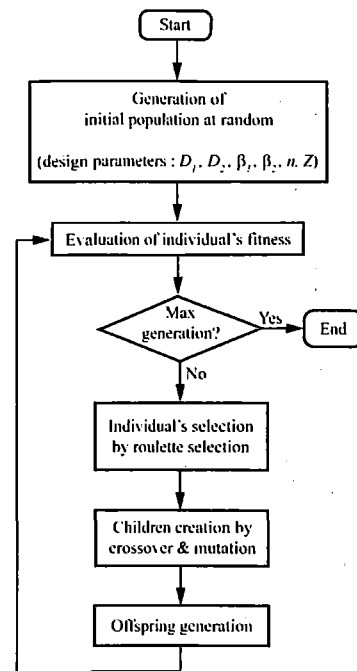 Start
Generation of
initial population at random
(design parameters : D₁, D₂, β₁, β₂, n. Z)
Evaluation of individual's fitness
Max
generation?
Yes
End
No
Individual's selection
by roulette selection
Children creation by
crossover & mutation
Offspring generation